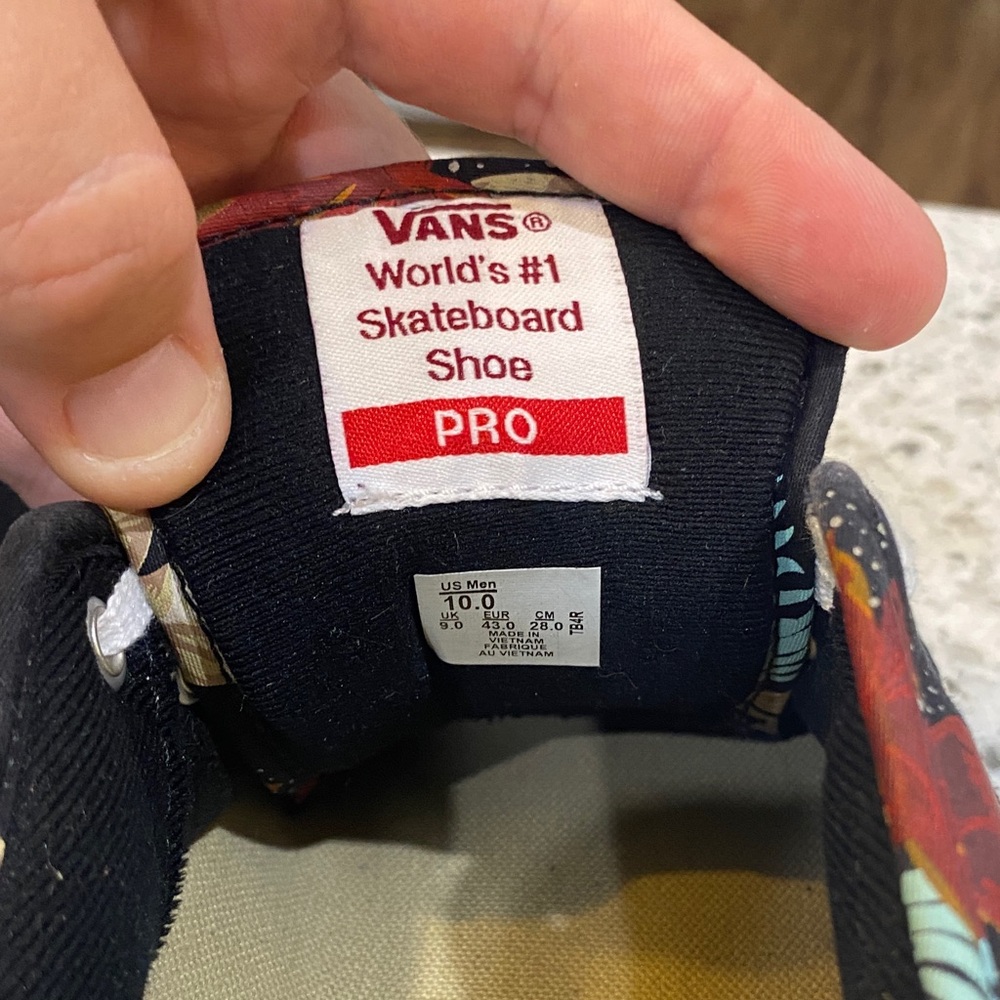 VANS®
World's #1
Skateboard
Shoe
PRO
US Men
10.0
UK EUR CM
9.0 43.0 28.0
MADE IN
VIETNAM
FABRIQUE
AU VIETNAM
TB4R